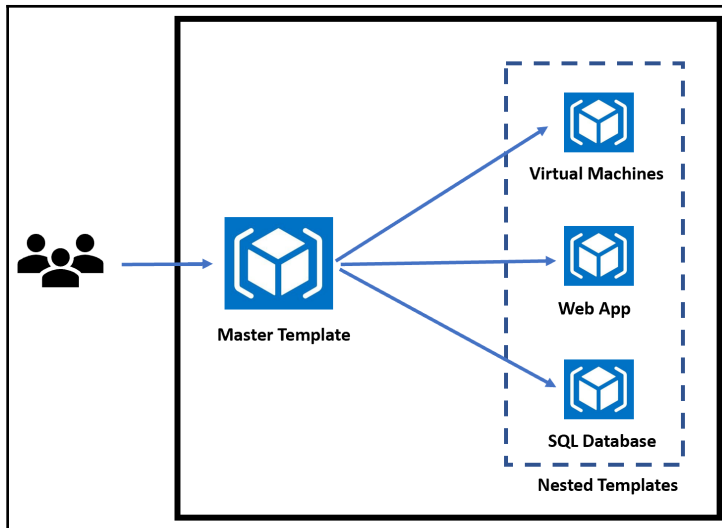 Virtual Machines
Web App
Master Template
SQL Database
Nested Templates